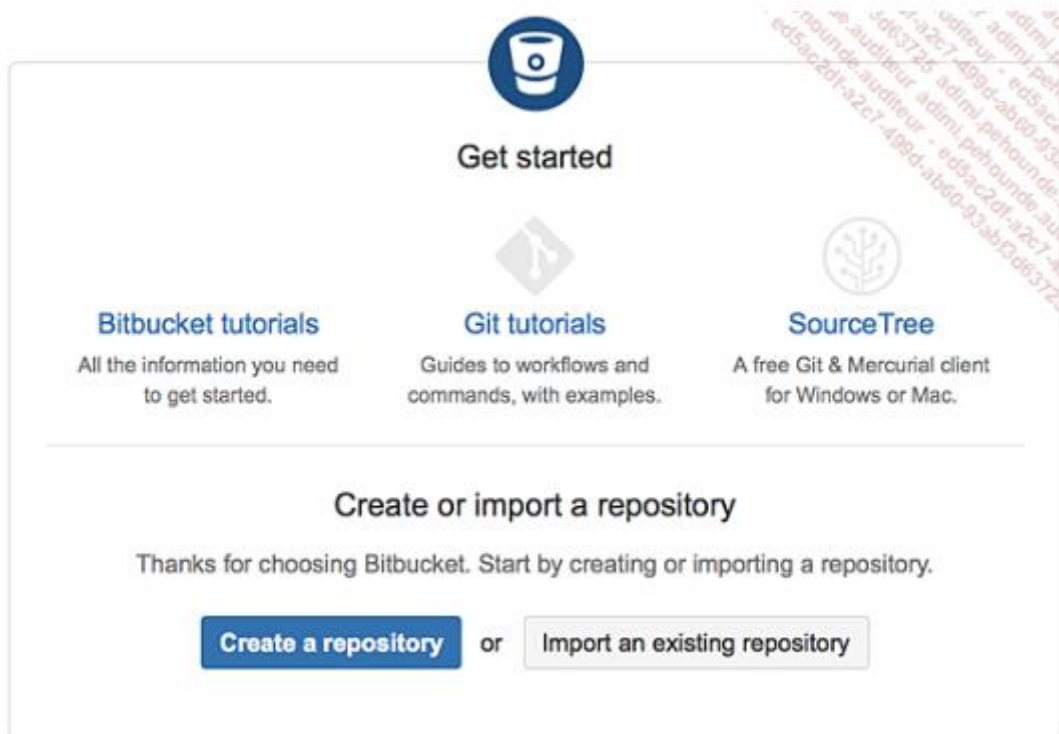 Get started
Bitbucket tutorials
All the information you need
to get started.
Git tutorials
Guides to workflows and
commands, with examples.
SourceTree
A free Git & Mercurial client
for Windows or Mac.
Create or import a repository
Thanks for choosing Bitbucket. Start by creating or importing a repository.
Create a repository or Import an existing repository